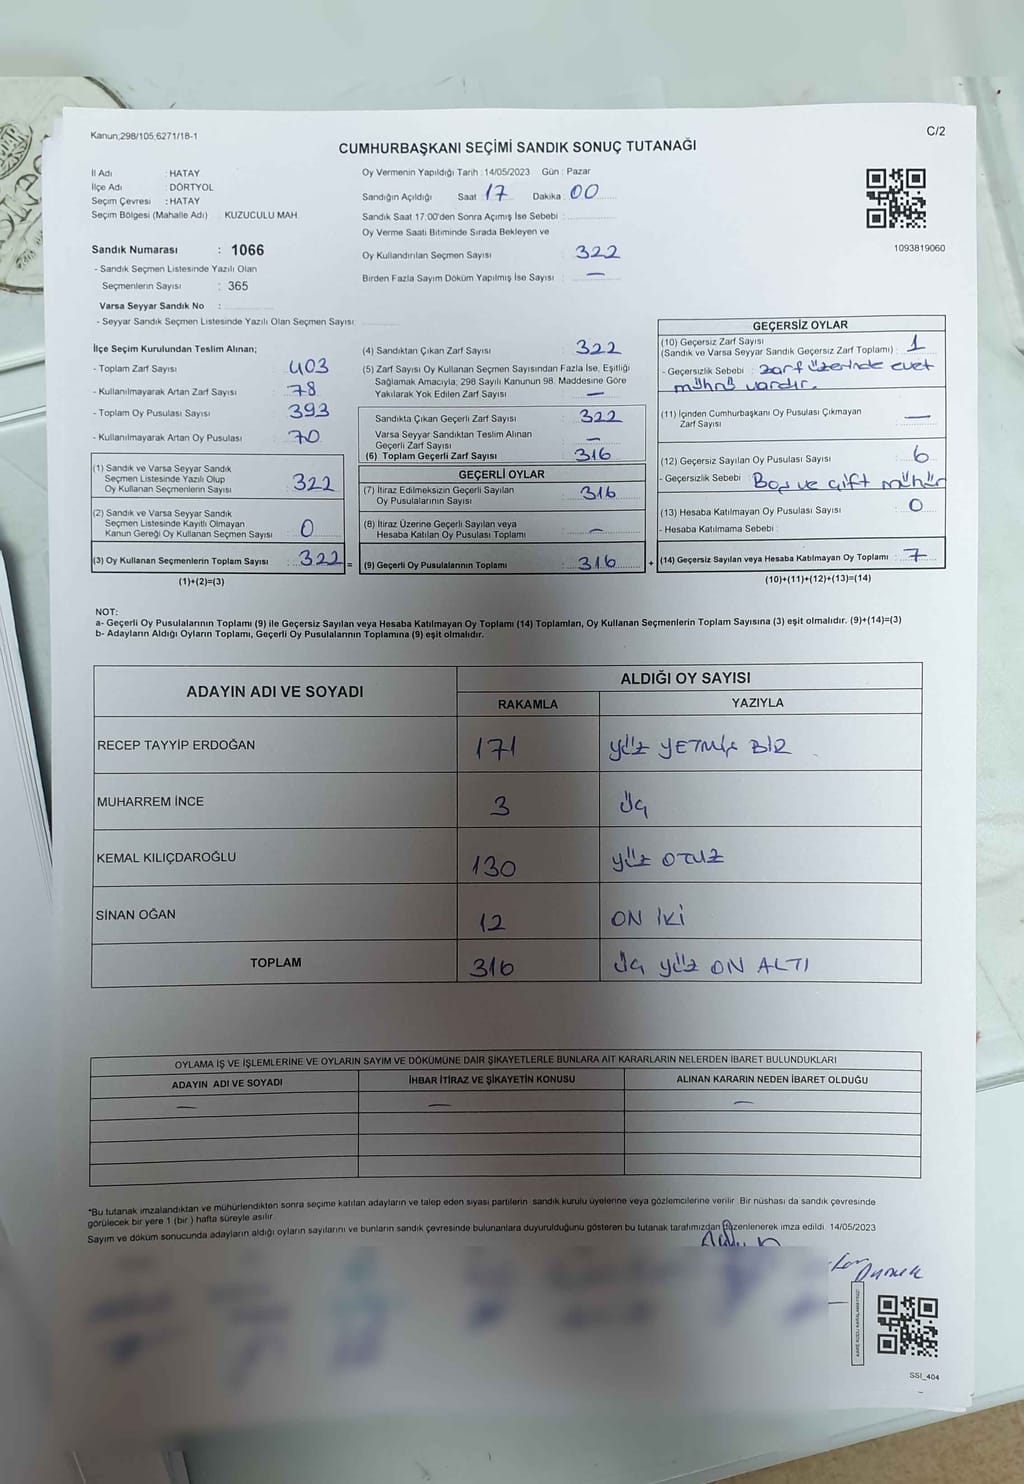 Kanun;298/105;6271/18-1
C/2
CUMHURBAŞKANI SEÇİMİ SANDIK SONUÇ TUTANAĞI
İl Adı : HATAY
İlçe Adı : DÖRTYOL
Seçim Çevresi : HATAY
Seçim Bölgesi (Mahalle Adı) KUZUCULU MAH.
Sandık Numarası : 1066
- Sandık Seçmen Listesinde Yazılı Olan
Seçmenlerin Sayısı : 365
Varsa Seyyar Sandık No :
- Seyyar Sandık Seçmen Listesinde Yazılı Olan Seçmen Sayısı:
Oy Vermenin Yapıldığı Tarih : 14/05/2023 Gün : Pazar
Sandığın Açıldığı Saat 17 Dakika 00
Sandık Saat 17:00'den Sonra Açımış İse Sebebi :
Oy Verme Saati Bitiminde Sırada Bekleyen ve
Oy Kullandırılan Seçmen Sayısı : 322
Birden Fazla Sayım Döküm Yapılmış İse Sayısı : —
1093819060
İlçe Seçim Kurulundan Teslim Alınan;
- Toplam Zarf Sayısı : 403
- Kullanılmayarak Artan Zarf Sayısı : 78
- Toplam Oy Pusulası Sayısı : 393
- Kullanılmayarak Artan Oy Pusulası : 70
(1) Sandık ve Varsa Seyyar Sandık
Seçmen Listesinde Yazılı Olup
Oy Kullanan Seçmenlerin Sayısı : 322
(2) Sandık ve Varsa Seyyar Sandık
Seçmen Listesinde Kayıtlı Olmayan
Kanun Gereği Oy Kullanan Seçmen Sayısı : 0
(3) Oy Kullanan Seçmenlerin Toplam Sayısı : 322 =
(1)+(2)=(3)
(4) Sandıktan Çıkan Zarf Sayısı : 322
(5) Zarf Sayısı Oy Kullanan Seçmen Sayısından Fazla İse, Eşitliği
Sağlamak Amacıyla; 298 Sayılı Kanunun 98. Maddesine Göre
Yakılarak Yok Edilen Zarf Sayısı : —
Sandıkta Çıkan Geçerli Zarf Sayısı : 322
Varsa Seyyar Sandıktan Teslim Alınan
Geçerli Zarf Sayısı : —
(6) Toplam Geçerli Zarf Sayısı : 316
GEÇERLİ OYLAR
(7) İtiraz Edilmeksizin Geçerli Sayılan
Oy Pusulalarının Sayısı : 316
(8) İtiraz Üzerine Geçerli Sayılan veya
Hesaba Katılan Oy Pusulası Toplamı : —
(9) Geçerli Oy Pusulalarının Toplamı : 316 +
GEÇERSİZ OYLAR
(10) Geçersiz Zarf Sayısı
(Sandık ve Varsa Seyyar Sandık Geçersiz Zarf Toplamı) : 1
- Geçersizlik Sebebi : zarf üzerinde evet
mührü vardır.
(11) İçinden Cumhurbaşkanı Oy Pusulası Çıkmayan
Zarf Sayısı : —
(12) Geçersiz Sayılan Oy Pusulası Sayısı : 6
- Geçersizlik Sebebi : Boş ve çift mühür
(13) Hesaba Katılmayan Oy Pusulası Sayısı : 0
- Hesaba Katılmama Sebebi :
(14) Geçersiz Sayılan veya Hesaba Katılmayan Oy Toplamı : 7
(10)+(11)+(12)+(13)=(14)
NOT:
a- Geçerli Oy Pusulalarının Toplamı (9) ile Geçersiz Sayılan veya Hesaba Katılmayan Oy Toplamı (14) Toplamları, Oy Kullanan Seçmenlerin Toplam Sayısına (3) eşit olmalıdır. (9)+(14)=(3)
b- Adayların Aldığı Oyların Toplamı, Geçerli Oy Pusulalarının Toplamına (9) eşit olmalıdır.
ADAYIN ADI VE SOYADI
ALDIĞI OY SAYISI
RAKAMLA YAZIYLA
RECEP TAYYİP ERDOĞAN 171 YÜZ YETMİŞ BİR
MUHARREM İNCE 3 ÜÇ
KEMAL KILIÇDAROĞLU 130 YÜZ OTUZ
SİNAN OĞAN 12 ON İKİ
TOPLAM 316 ÜÇ YÜZ ON ALTI
OYLAMA İŞ VE İŞLEMLERİNE VE OYLARIN SAYIM VE DÖKÜMÜNE DAİR ŞİKAYETLERLE BUNLARA AİT KARARLARIN NELERDEN İBARET BULUNDUKLARI
ADAYIN ADI VE SOYADI İHBAR İTİRAZ VE ŞİKAYETİN KONUSU ALINAN KARARIN NEDEN İBARET OLDUĞU
— — —
*Bu tutanak imzalandıktan ve mühürlendikten sonra seçime katılan adayların ve talep eden siyasi partilerin sandık kurulu üyelerine veya gözlemcilerine verilir. Bir nüshası da sandık çevresinde
görülecek bir yere 1 (bir ) hafta süreyle asılır.
Sayım ve döküm sonucunda adayların aldığı oyların sayılarını ve bunların sandık çevresinde bulunanlara duyurulduğunu gösteren bu tutanak tarafımızdan düzenlenerek imza edildi. 14/05/2023
SSI_404